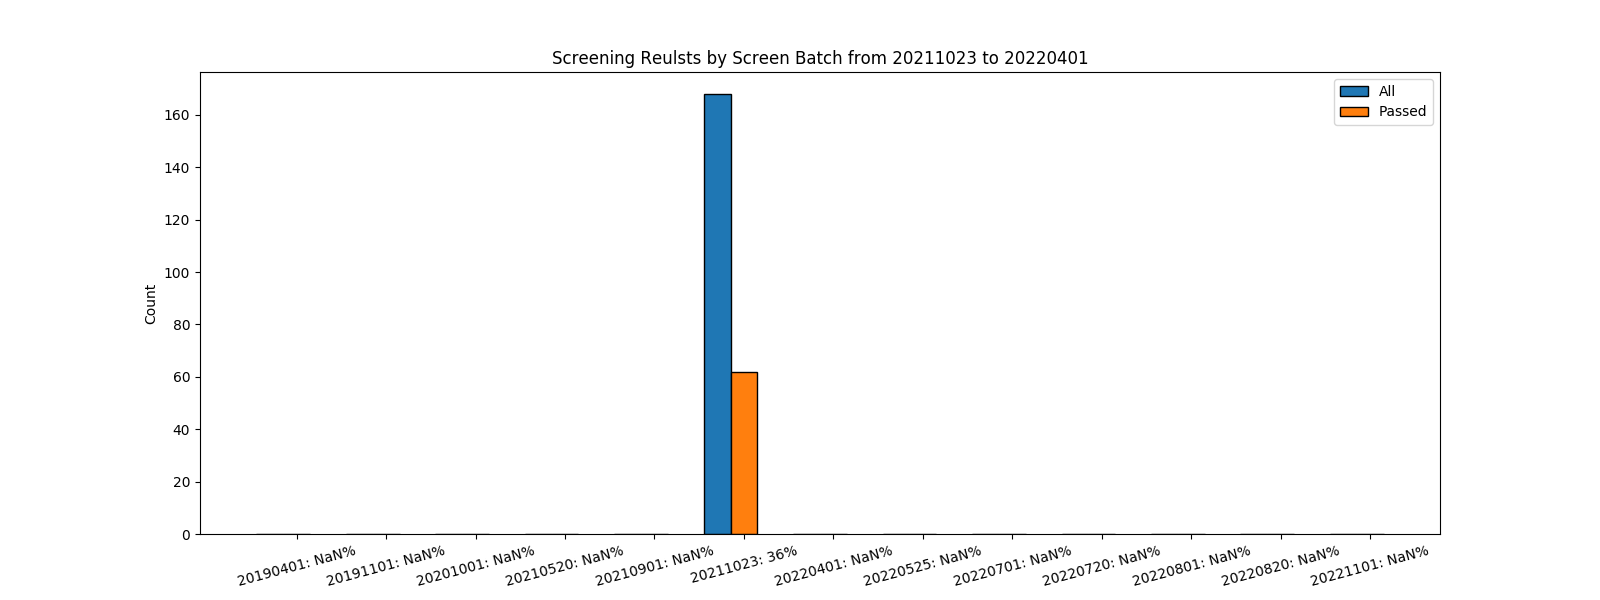 Screening Reulsts by Screen Batch from 20211023 to 20220401
All
Passed
160
140
120
100
80
60
40
20
0
Count
20190401: NaN%
20191101: NaN%
20201001: NaN%
20210520: NaN%
20210901: NaN%
20211023: 36%
20220401: NaN%
20220525: NaN%
20220701: NaN%
20220720: NaN%
20220801: NaN%
20220820: NaN%
20221101: NaN%